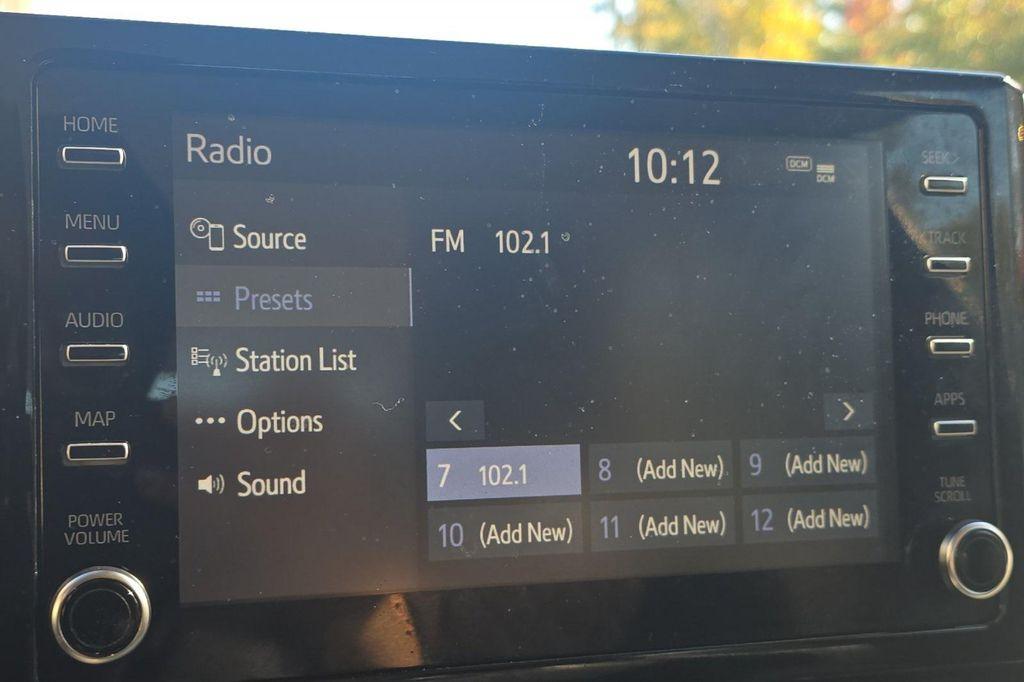 HOME
MENU
AUDIO
MAP
POWER
VOLUME
Radio
10:12
DCM
DCM
Source
Presets
Station List
Options
Sound
FM 102.1
< >
7 102.1
8 (Add New)
9 (Add New)
10 (Add New)
11 (Add New)
12 (Add New)
SEEK >
< TRACK
PHONE
APPS
TUNE
SCROLL